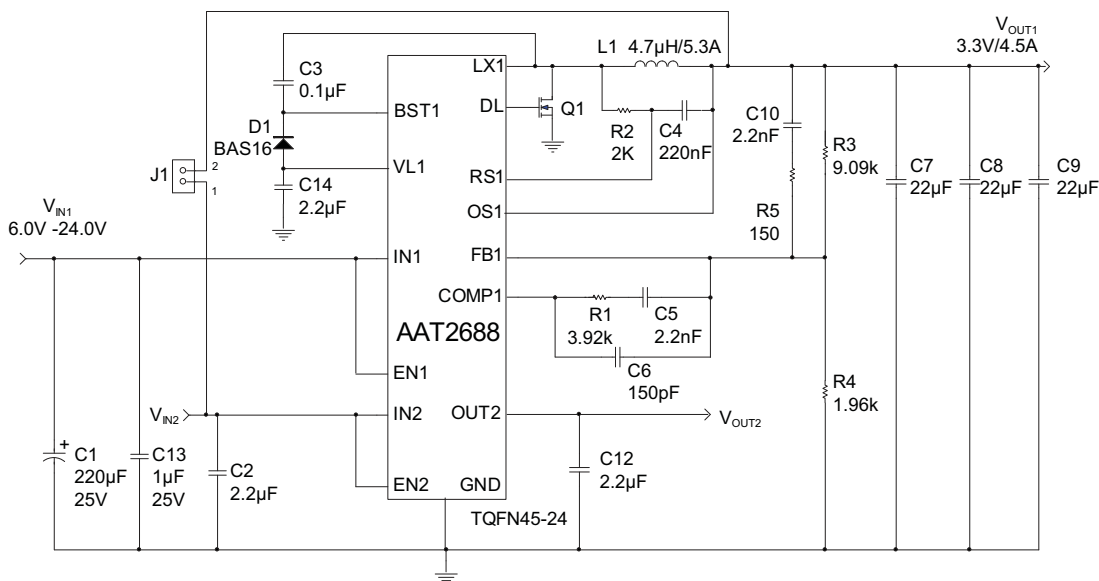 V_OUT1
3.3V/4.5A
L1 4.7µH/5.3A
LX1
C3
0.1µF
DL
Q1
C10
2.2nF
BST1
R2
2K
C4
220nF
D1
BAS16
R3
9.09k
J1
2
1
VL1
RS1
C14
2.2µF
C7
22µF
C8
22µF
C9
22µF
V_IN1
6.0V -24.0V
OS1
R5
150
IN1
FB1
COMP1
R1
3.92k
C5
2.2nF
AAT2688
C6
150pF
EN1
R4
1.96k
V_IN2
IN2
OUT2
V_OUT2
+
C1
220µF
25V
C13
1µF
25V
C2
2.2µF
EN2
GND
C12
2.2µF
TQFN45-24